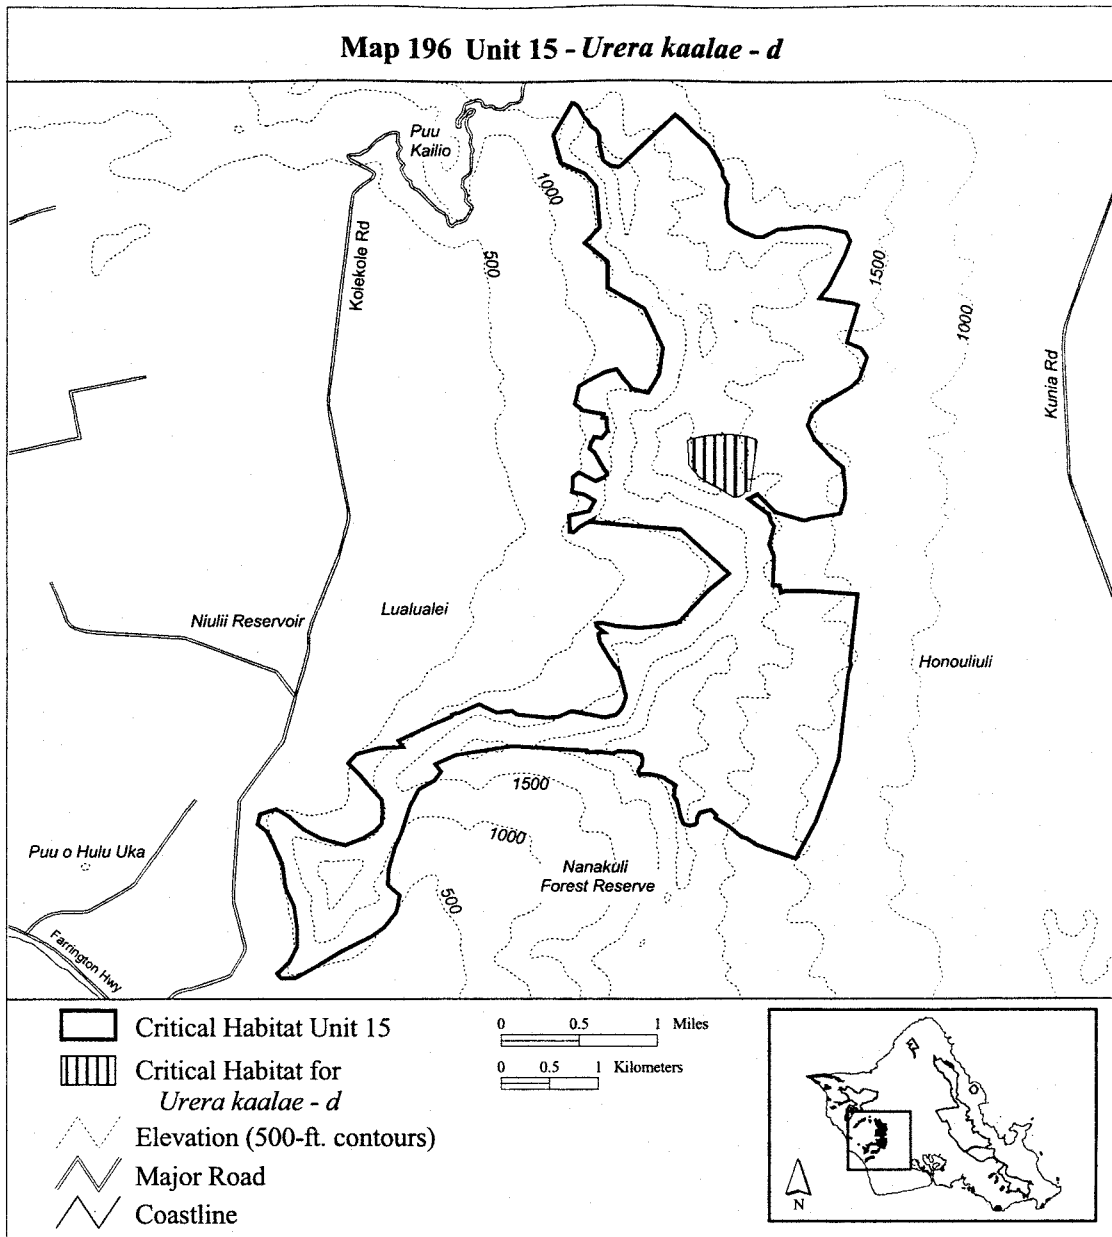 Map 196 Unit 15 - Urera kaalae - d
Puu
Kailio
1000
500
Kolekole Rd
1500
1000
Kunia Rd
Niulii Reservoir
Lualualei
Honouliuli
1500
1000
Puu o Hulu Uka
Nanakuli
Forest Reserve
500
Farrington Hwy
Critical Habitat Unit 15
Critical Habitat for
Urera kaalae - d
Elevation (500-ft. contours)
Major Road
Coastline
0 0.5 1 Miles
0 0.5 1 Kilometers
N